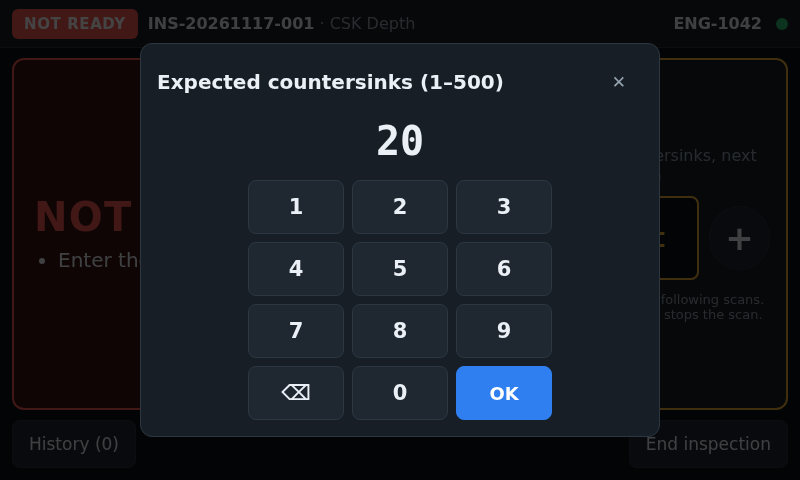 NOT READY INS-20261117-001 · CSK Depth ENG-1042
Expected countersinks (1–500) ×
20
1 2 3
4 5 6
7 8 9
⌫ 0 OK
NOT
• Enter th
ersinks, next
+
following scans.
stops the scan.
History (0) End inspection